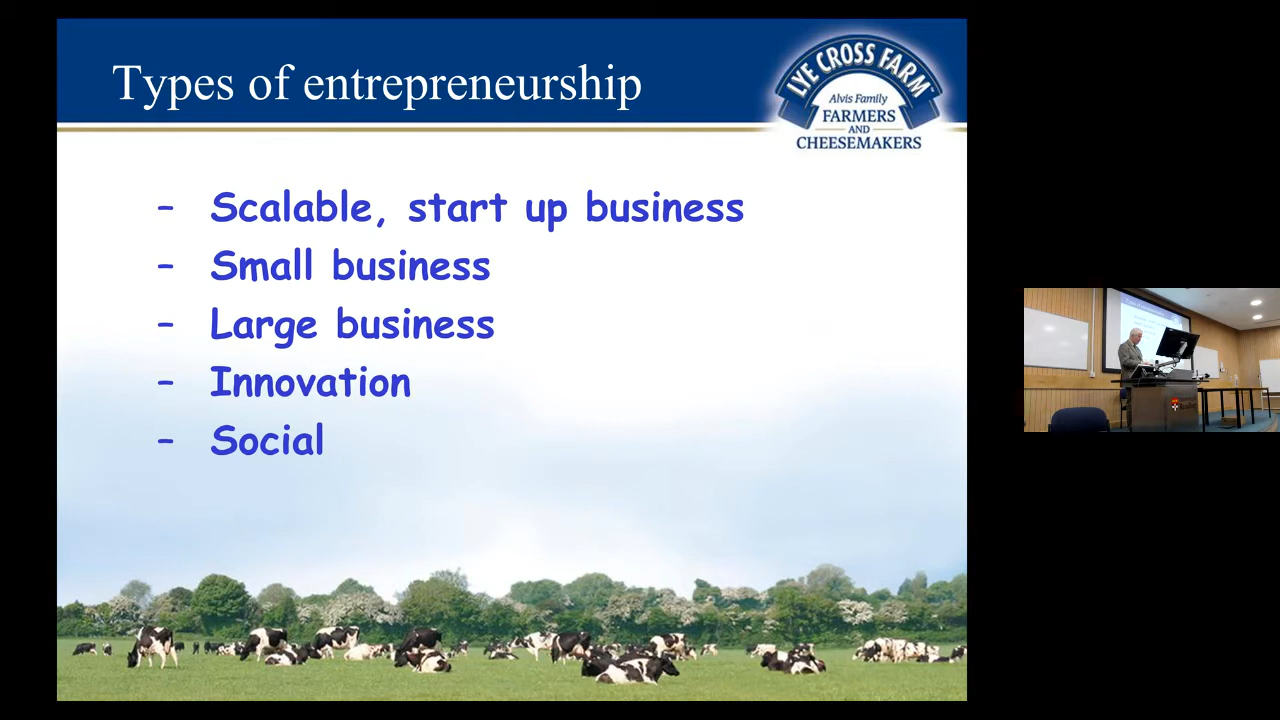 Types of entrepreneurship
LYE CROSS FARM
Alvis Family
FARMERS
AND
CHEESEMAKERS
- Scalable, start up business
- Small business
- Large business
- Innovation
- Social